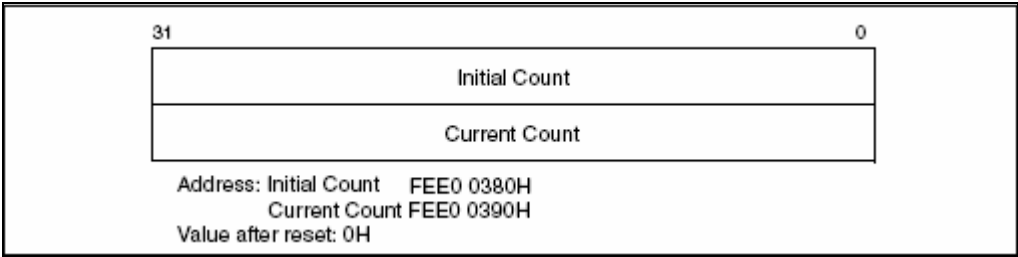 31 0
Initial Count
Current Count
Address: Initial Count FEE0 0380H
Current Count FEE0 0390H
Value after reset: 0H